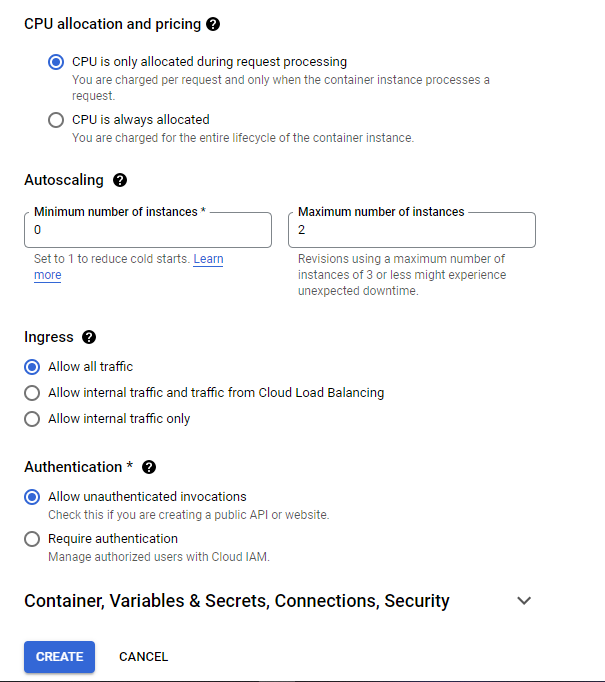 CPU allocation and pricing ?
CPU is only allocated during request processing
You are charged per request and only when the container instance processes a
request.
CPU is always allocated
You are charged for the entire lifecycle of the container instance.
Autoscaling ?
Minimum number of instances * Maximum number of instances
0 2
Set to 1 to reduce cold starts. Learn
more
Revisions using a maximum number of
instances of 3 or less might experience
unexpected downtime.
Ingress ?
Allow all traffic
Allow internal traffic and traffic from Cloud Load Balancing
Allow internal traffic only
Authentication * ?
Allow unauthenticated invocations
Check this if you are creating a public API or website.
Require authentication
Manage authorized users with Cloud IAM.
Container, Variables & Secrets, Connections, Security
CREATE CANCEL